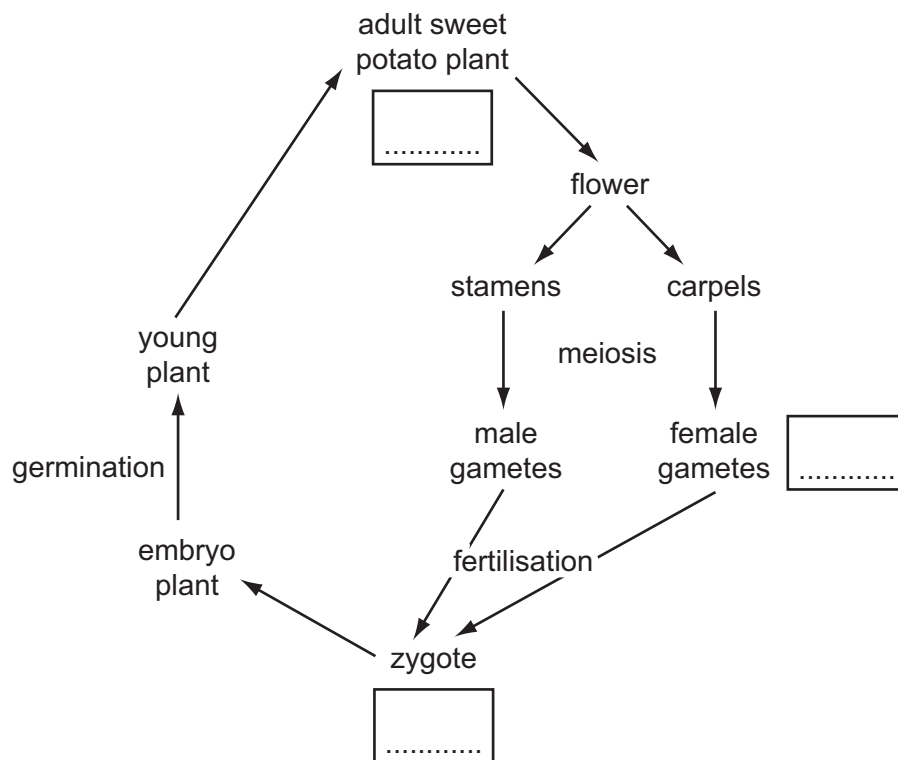 adult sweet
potato plant
............
flower
stamens
carpels
meiosis
young
plant
male
gametes
female
gametes
............
germination
fertilisation
embryo
plant
zygote
............